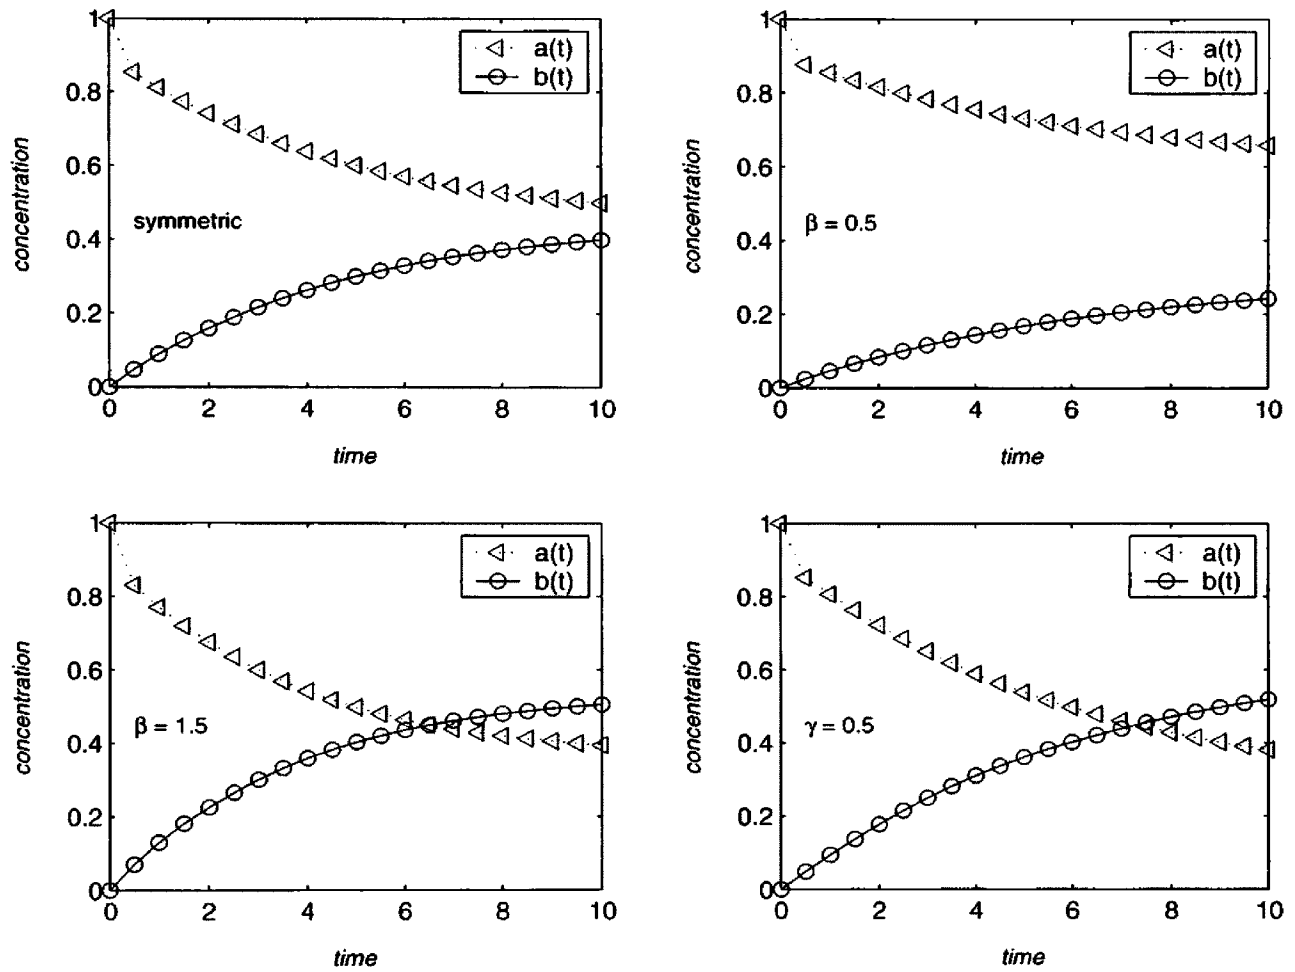 1
0.8
0.6
0.4
0.2
0
0 2 4 6 8 10
concentration
time
symmetric
a(t)
b(t)
1
0.8
0.6
0.4
0.2
0
0 2 4 6 8 10
concentration
time
β = 0.5
a(t)
b(t)
1
0.8
0.6
0.4
0.2
0
0 2 4 6 8 10
concentration
time
β = 1.5
a(t)
b(t)
1
0.8
0.6
0.4
0.2
0
0 2 4 6 8 10
concentration
time
γ = 0.5
a(t)
b(t)